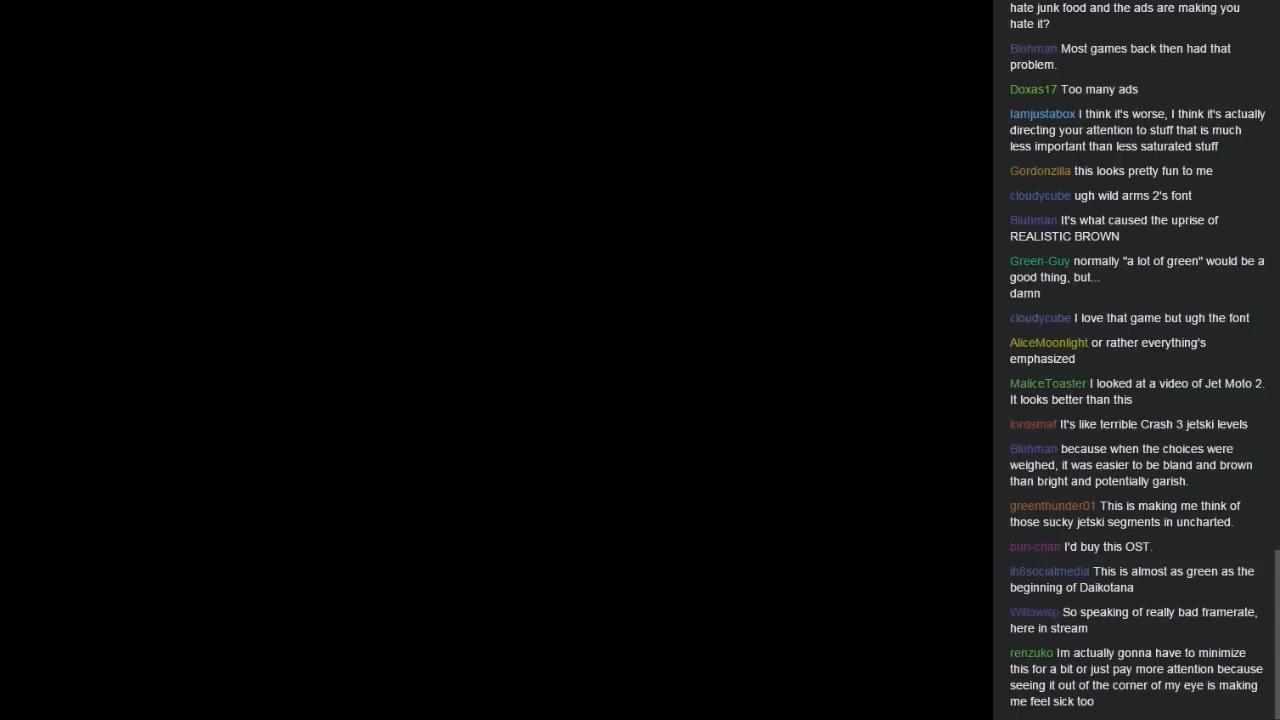 hate junk food and the ads are making you
hate it?
Bluhman Most games back then had that
problem.
Doxas17 Too many ads
Iamjustabox I think it's worse, I think it's actually
directing your attention to stuff that is much
less important than less saturated stuff
Gordonzilla this looks pretty fun to me
cloudycube ugh wild arms 2's font
Bluhman It's what caused the uprise of
REALISTIC BROWN
Green-Guy normally "a lot of green" would be a
good thing, but...
damn
cloudycube I love that game but ugh the font
AliceMoonlight or rather everything's
emphasized
MaliceToaster I looked at a video of Jet Moto 2.
It looks better than this
lordsmaf It's like terrible Crash 3 jetski levels
Bluhman because when the choices were
weighed, it was easier to be bland and brown
than bright and potentially garish.
greenthunder01 This is making me think of
those sucky jetski segments in uncharted.
bun-chan I'd buy this OST.
ih8socialmedia This is almost as green as the
beginning of Daikotana
Willowisp So speaking of really bad framerate,
here in stream
renzuko Im actually gonna have to minimize
this for a bit or just pay more attention because
seeing it out of the corner of my eye is making
me feel sick too